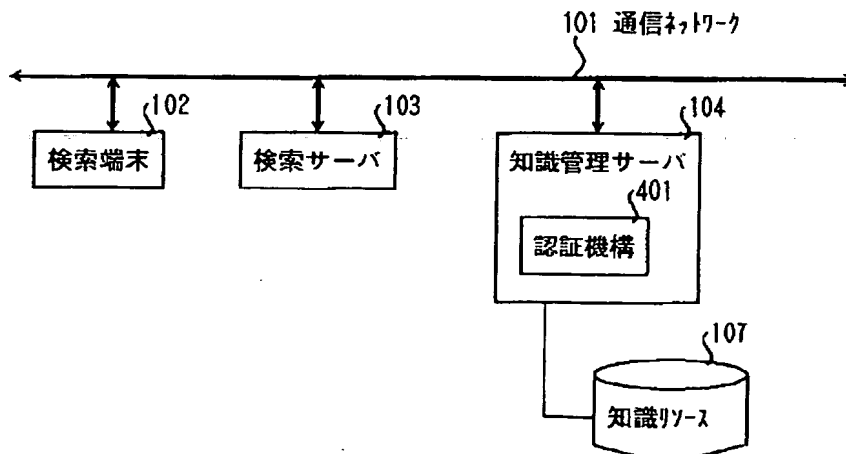 101 通信ネットワーク
102
103
104
検索端末
検索サーバ
知識管理サーバ
401
認証機構
107
知識リソース